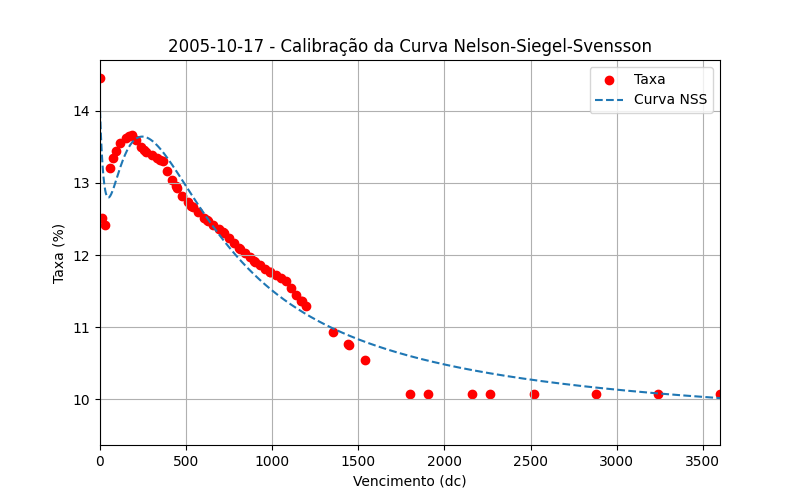 2005-10-17 - Calibração da Curva Nelson-Siegel-Svensson
Taxa
Curva NSS
Taxa (%)
14
13
12
11
10
0 500 1000 1500 2000 2500 3000 3500
Vencimento (dc)